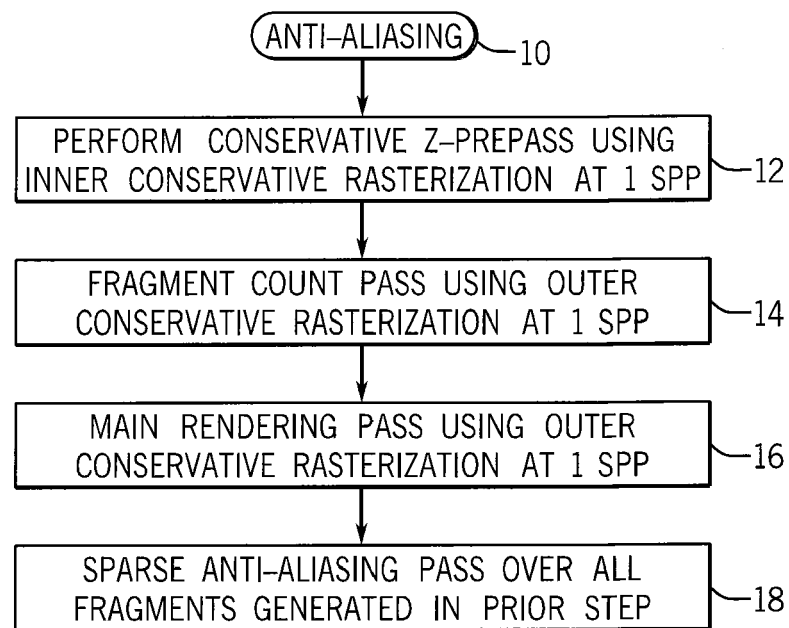 ANTI-ALIASING
10
PERFORM CONSERVATIVE Z-PREPASS USING
INNER CONSERVATIVE RASTERIZATION AT 1 SPP
12
FRAGMENT COUNT PASS USING OUTER
CONSERVATIVE RASTERIZATION AT 1 SPP
14
MAIN RENDERING PASS USING OUTER
CONSERVATIVE RASTERIZATION AT 1 SPP
16
SPARSE ANTI-ALIASING PASS OVER ALL
FRAGMENTS GENERATED IN PRIOR STEP
18